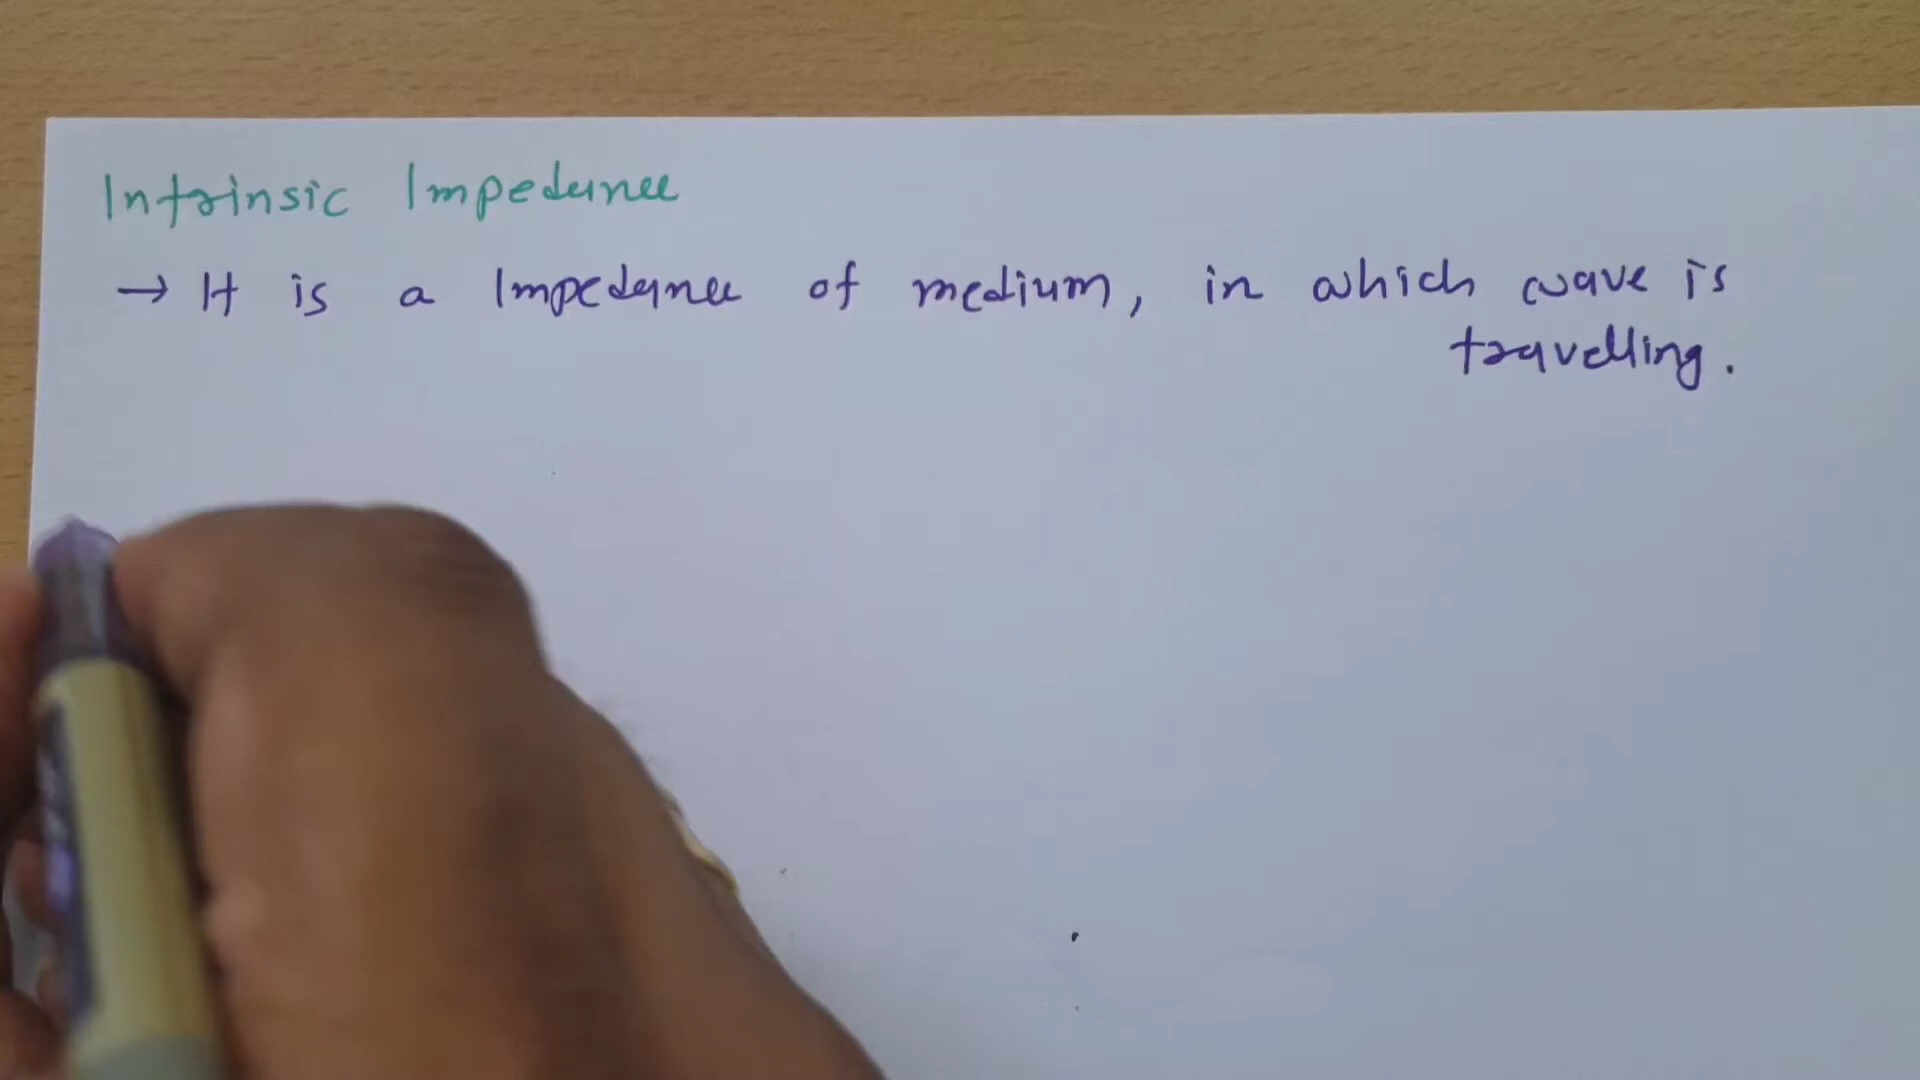 Intrinsic Impedance
→ It is a Impedance of medium, in which wave is
travelling.